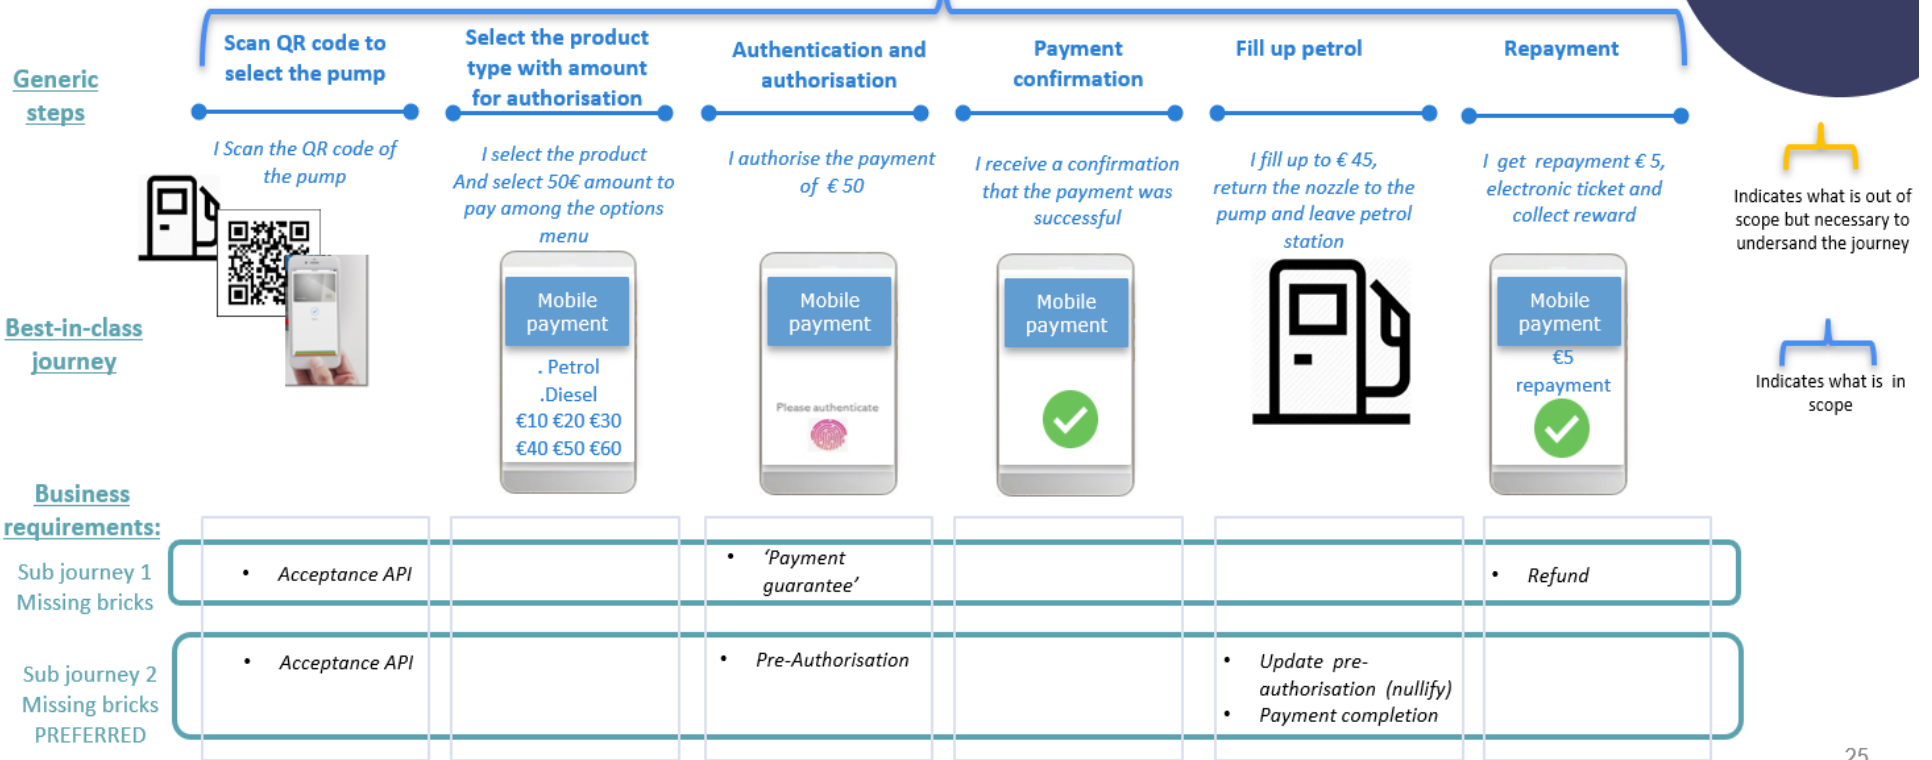 Scan QR code to
select the pump
Select the product
type with amount
for authorisation
Authentication and
authorisation
Payment
confirmation
Fill up petrol
Repayment
Generic
steps
I Scan the QR code of
the pump
I select the product
And select 50€ amount to
pay among the options
menu
I authorise the payment
of € 50
I receive a confirmation
that the payment was
successful
I fill up to € 45,
return the nozzle to the
pump and leave petrol
station
I get repayment € 5,
electronic ticket and
collect reward
Indicates what is out of
scope but necessary to
undersand the journey
Best-in-class
journey
Mobile
payment
. Petrol
.Diesel
€10 €20 €30
€40 €50 €60
Mobile
payment
Please authenticate
Mobile
payment
Mobile
payment
€5
repayment
Indicates what is in
scope
Business
requirements:
Sub journey 1
Missing bricks
• Acceptance API
• ‘Payment
guarantee’
• Refund
Sub journey 2
Missing bricks
PREFERRED
• Acceptance API
• Pre-Authorisation
• Update pre-
authorisation (nullify)
• Payment completion
25